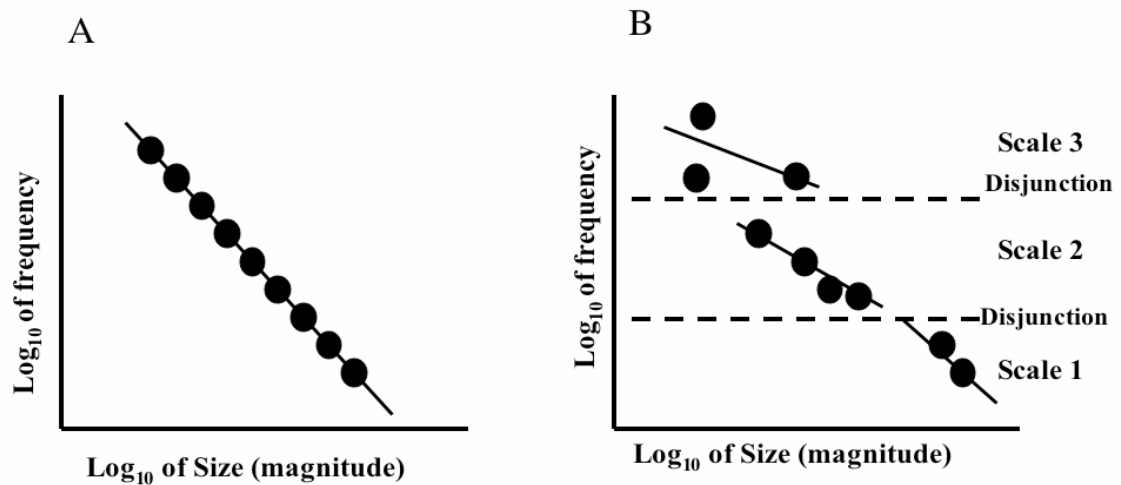 A
Log10 of frequency
Log10 of Size (magnitude)
B
Log10 of frequency
Scale 3
Disjunction
Scale 2
Disjunction
Scale 1
Log10 of Size (magnitude)